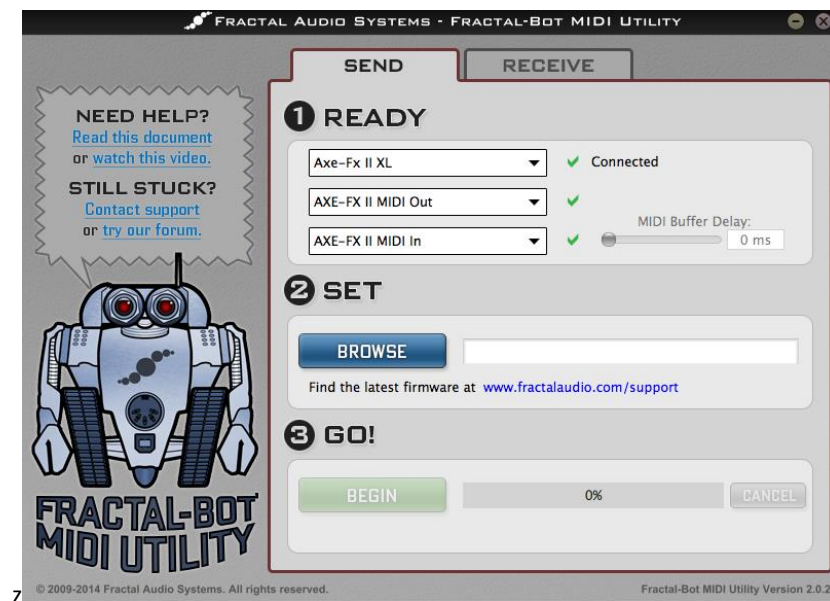 FRACTAL AUDIO SYSTEMS - FRACTAL-BOT MIDI UTILITY
SEND
RECEIVE
NEED HELP?
Read this document
or watch this video.
STILL STUCK?
Contact support
or try our forum.
1 READY
Axe-Fx II XL
Connected
AXE-FX II MIDI Out
AXE-FX II MIDI In
MIDI Buffer Delay:
0 ms
2 SET
BROWSE
Find the latest firmware at www.fractalaudio.com/support
3 GO!
BEGIN
0%
CANCEL
FRACTAL-BOT
MIDI UTILITY
7
© 2009-2014 Fractal Audio Systems. All rights reserved.
Fractal-Bot MIDI Utility Version 2.0.2